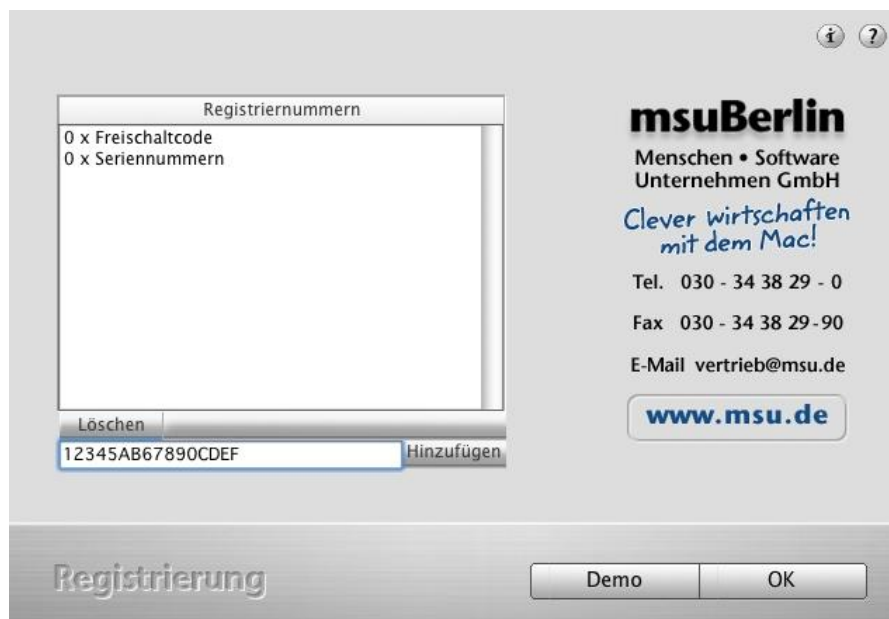 i ?
Registriernummern
0 x Freischaltcode
0 x Seriennummern
Löschen
12345AB67890CDEF
Hinzufügen
msuBerlin
Menschen • Software
Unternehmen GmbH
Clever wirtschaften
mit dem Mac!
Tel. 030 - 34 38 29 - 0
Fax 030 - 34 38 29-90
E-Mail vertrieb@msu.de
www.msu.de
Registrierung
Demo
OK